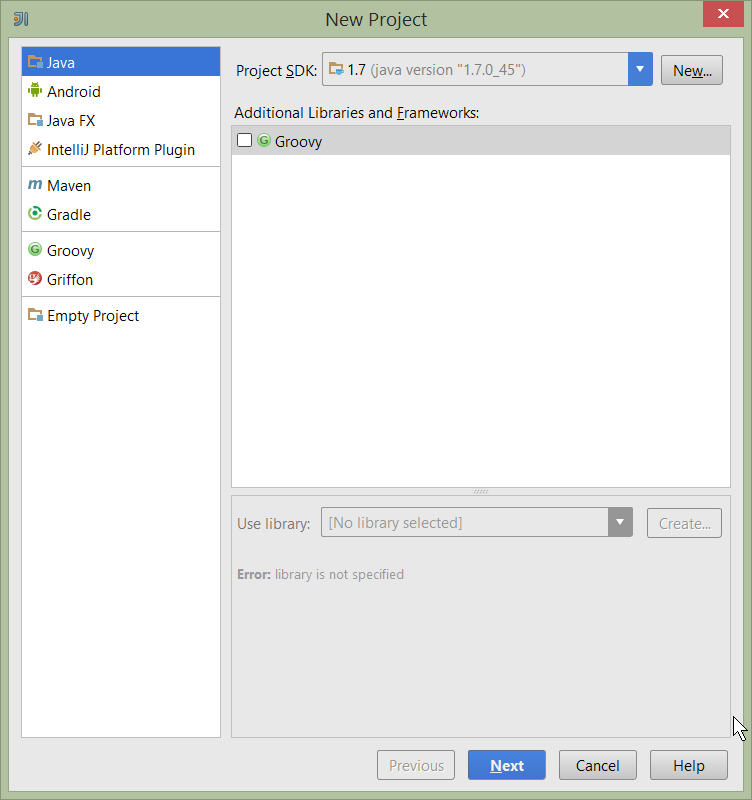 New Project
Java
Android
Java FX
IntelliJ Platform Plugin
Maven
Gradle
Groovy
Griffon
Empty Project
Project SDK: 1.7 (java version "1.7.0_45") New...
Additional Libraries and Frameworks:
Groovy
Use library: [No library selected] Create...
Error: library is not specified
Previous Next Cancel Help